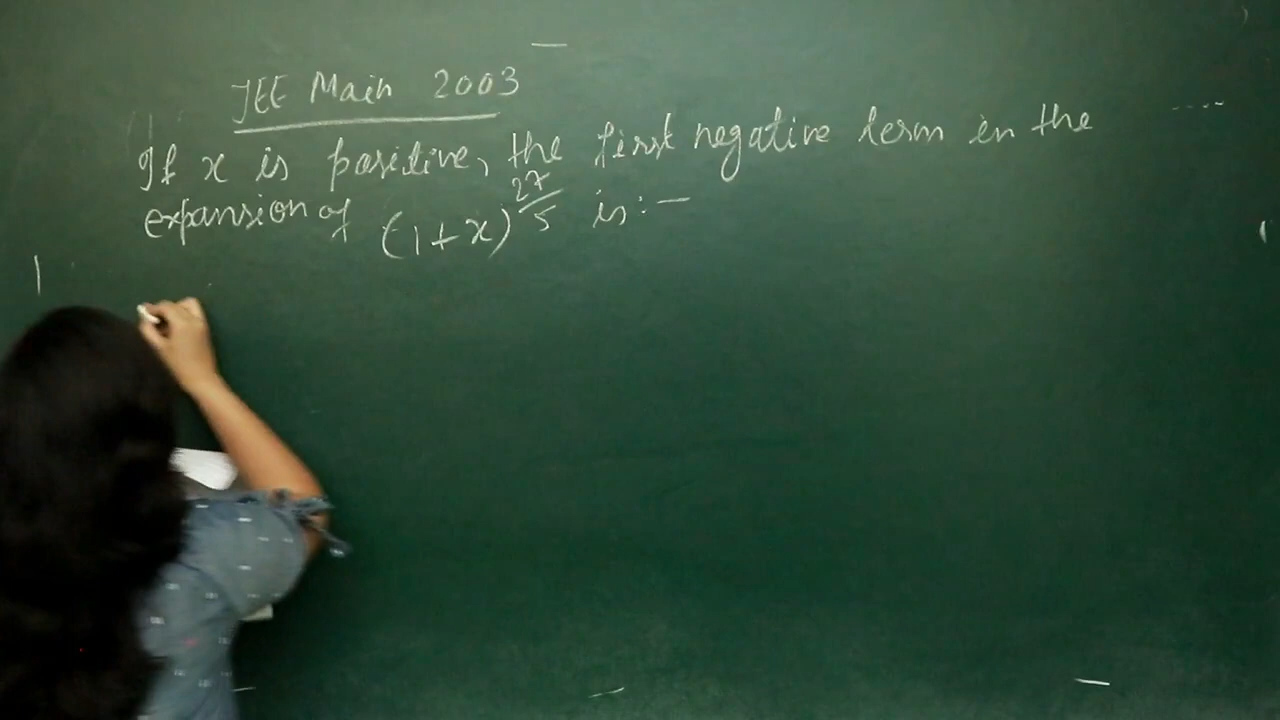 JEE Main 2003
If x is positive, the first negative term in the
expansion of (1+x)^27/5 is:-